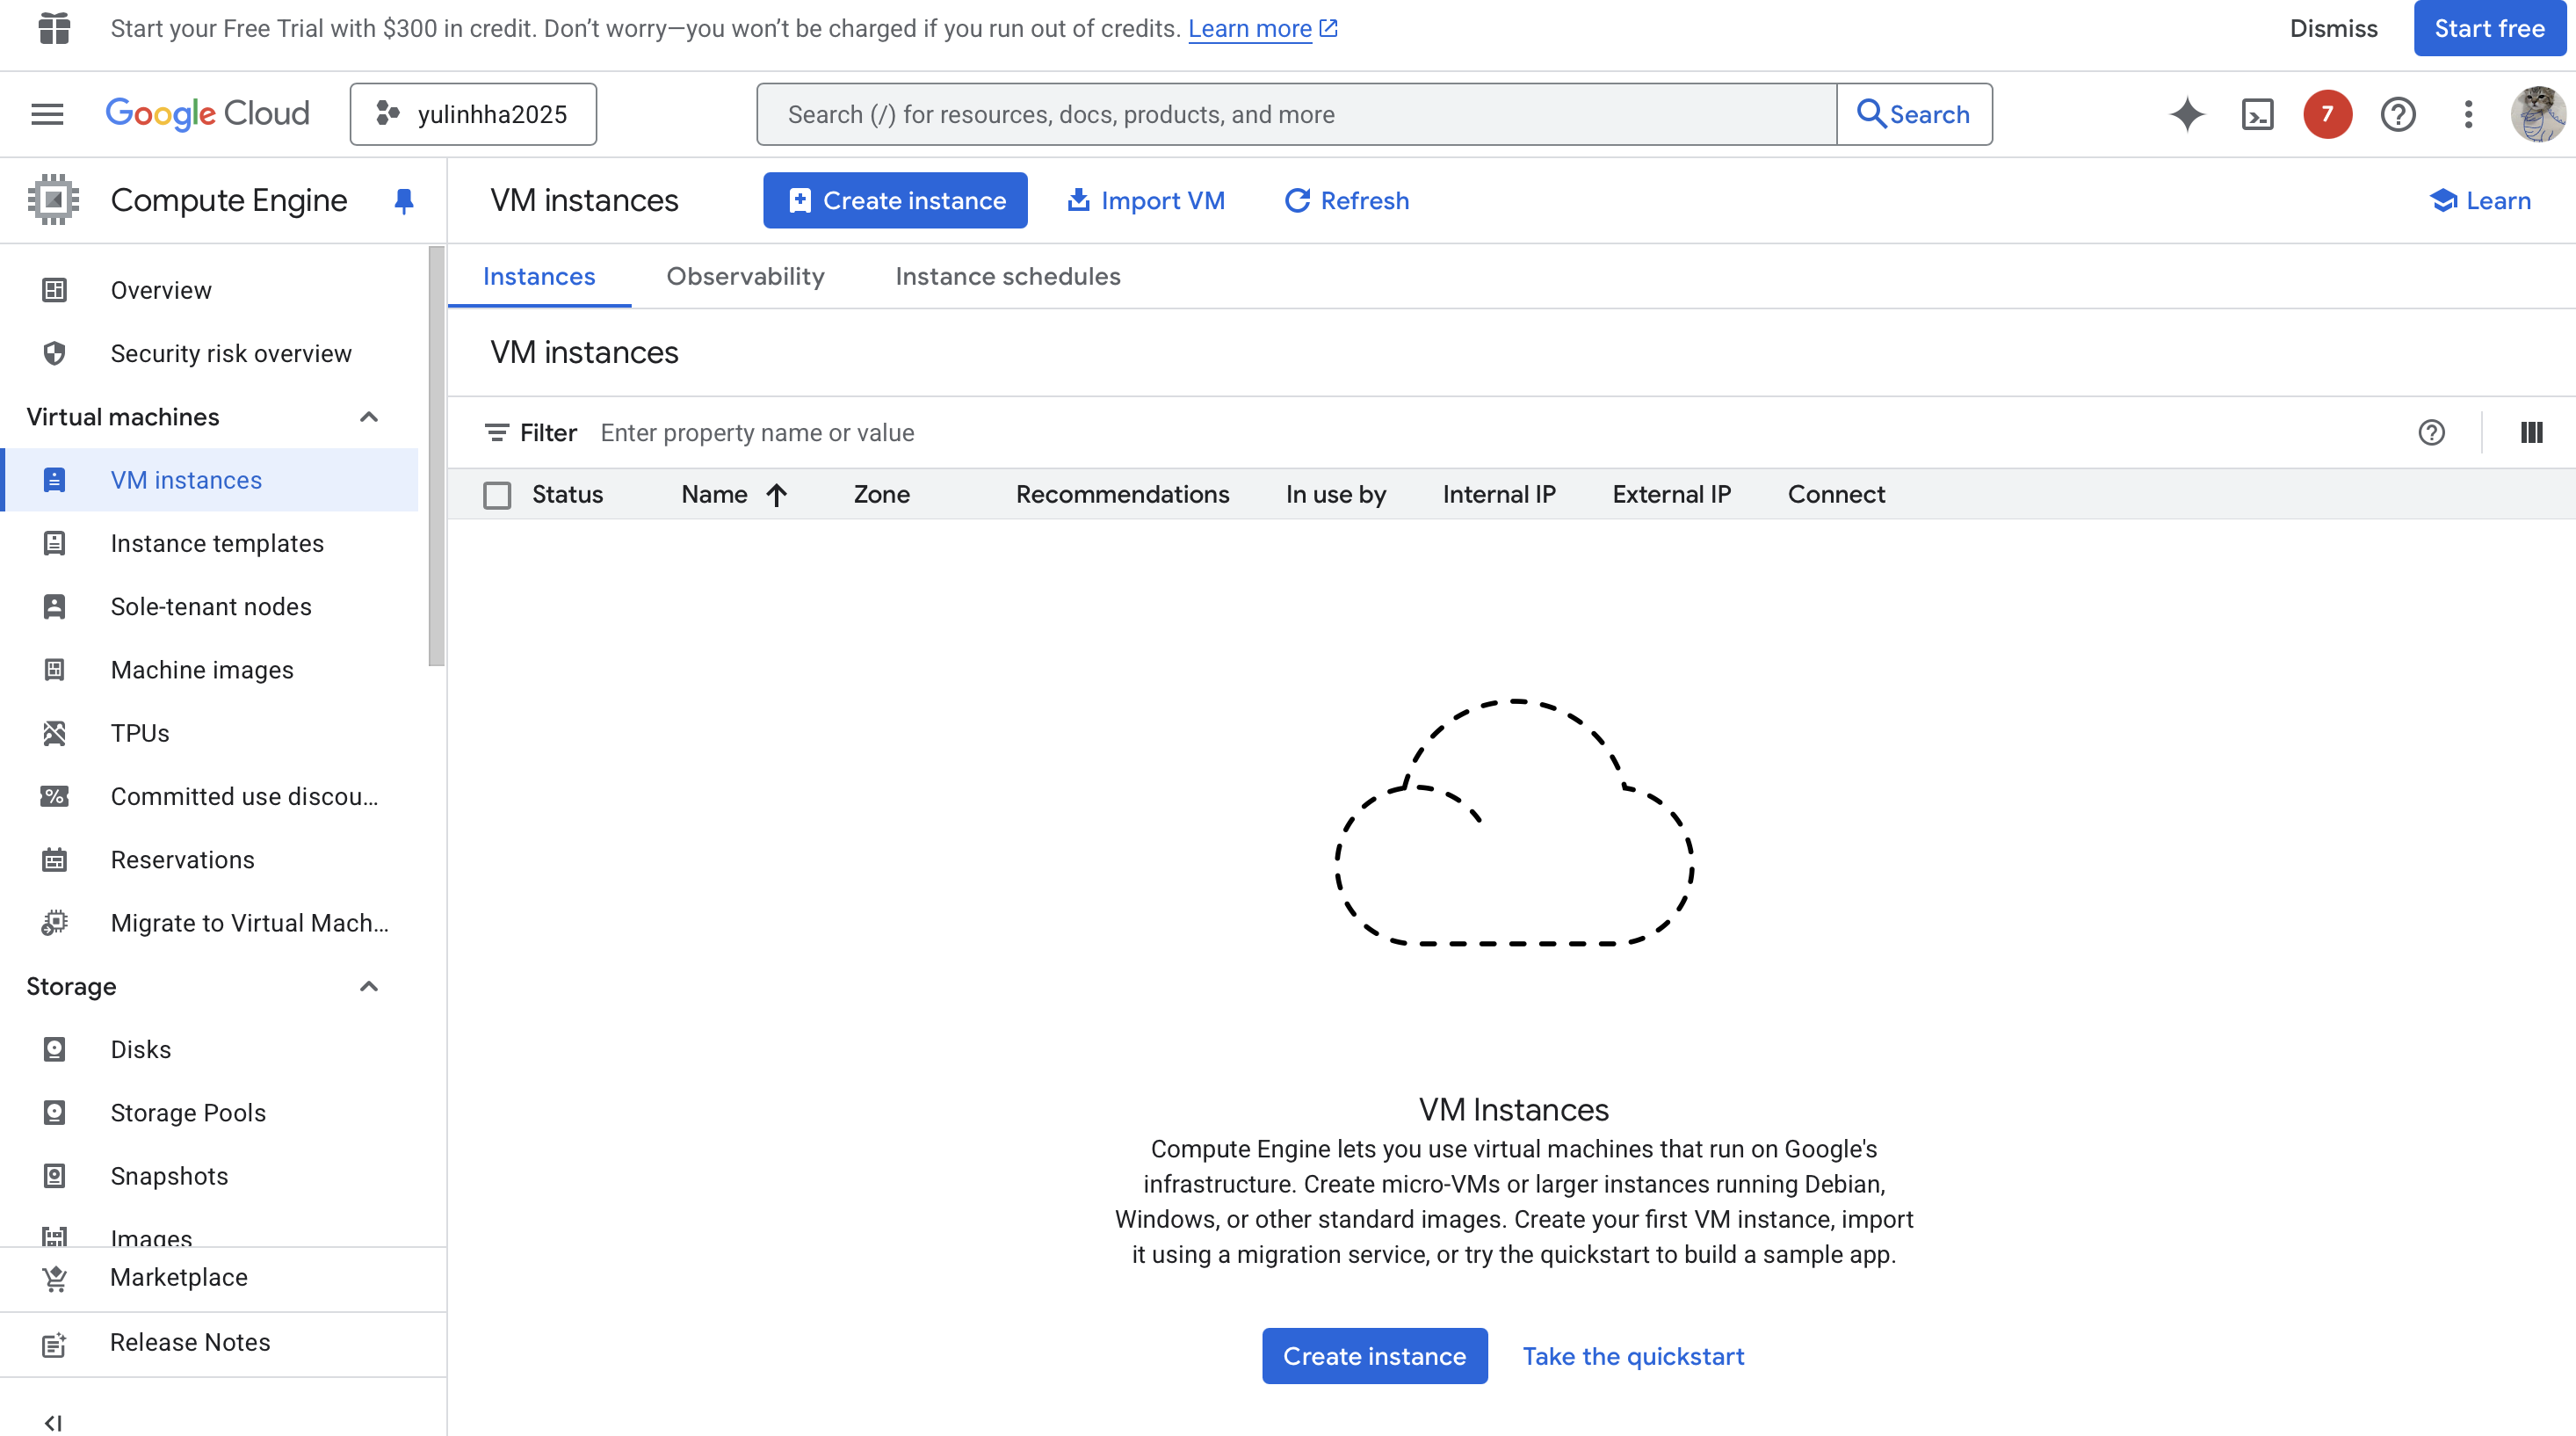 Start your Free Trial with $300 in credit. Don’t worry—you won’t be charged if you run out of credits. Learn more
Dismiss
Start free
Google Cloud
yulinhha2025
Search (/) for resources, docs, products, and more
Search
7
Compute Engine
VM instances
Create instance
Import VM
Refresh
Learn
Overview
Security risk overview
Virtual machines
VM instances
Instance templates
Sole-tenant nodes
Machine images
TPUs
Committed use discou...
Reservations
Migrate to Virtual Mach...
Storage
Disks
Storage Pools
Snapshots
Images
Marketplace
Release Notes
Instances
Observability
Instance schedules
VM instances
Filter
Enter property name or value
Status
Name
Zone
Recommendations
In use by
Internal IP
External IP
Connect
VM Instances
Compute Engine lets you use virtual machines that run on Google's
infrastructure. Create micro-VMs or larger instances running Debian,
Windows, or other standard images. Create your first VM instance, import
it using a migration service, or try the quickstart to build a sample app.
Create instance
Take the quickstart